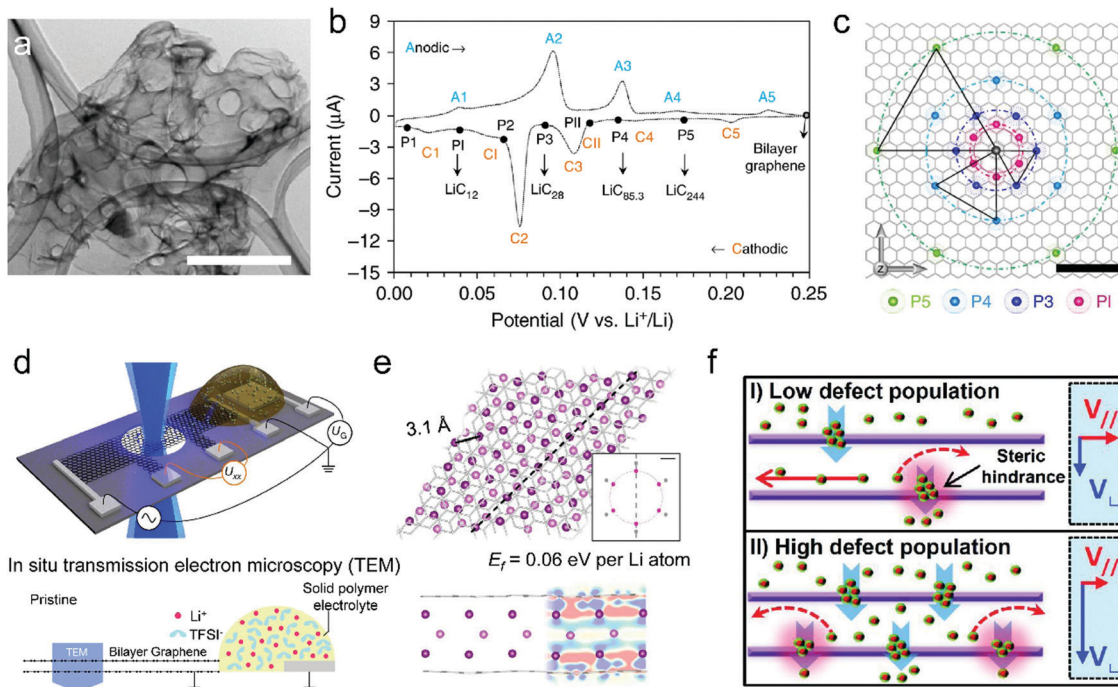 a
b
Anodic →
A1
A2
A3
A4
A5
P1
PI
P2
P3
PII
P4
P5
C1
CI
C2
C3
CII
C4
C5
LiC12
LiC28
LiC85.3
LiC244
Bilayer
graphene
← Cathodic
Current (μA)
9
6
3
0
−3
−6
−9
−12
−15
0.00
0.05
0.10
0.15
0.20
0.25
Potential (V vs. Li+/Li)
c
Z
P5
P4
P3
PI
d
UG
Uxx
In situ transmission electron microscopy (TEM)
Pristine
Solid polymer
electrolyte
Li+
TFSI-
TEM
Bilayer Graphene
e
3.1 Å
Ef = 0.06 eV per Li atom
f
I) Low defect population
Steric
hindrance
V//
V⊥
II) High defect population
V//
V⊥